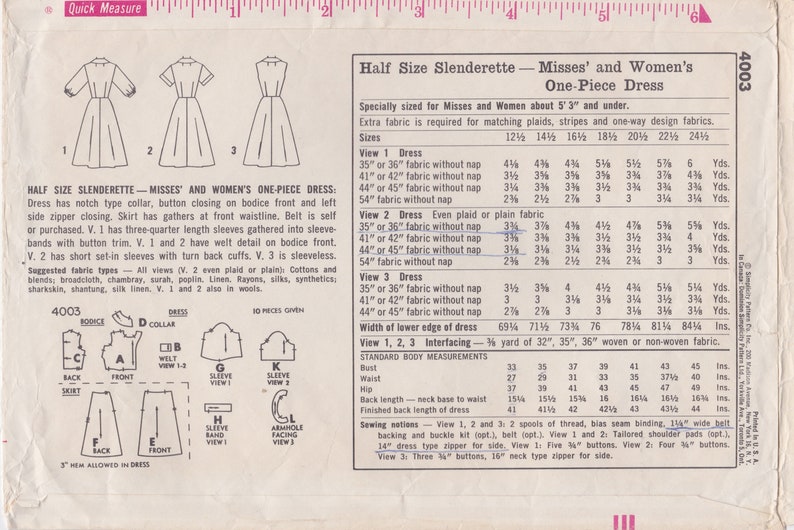 ® Quick Measure 1 2 3 4 5 6
4003
1 2 3
HALF SIZE SLENDERETTE — MISSES' AND WOMEN'S ONE-PIECE DRESS:
Dress has notch type collar, button closing on bodice front and left
side zipper closing. Skirt has gathers at front waistline. Belt is self
or purchased. V. 1 has three-quarter length sleeves gathered into sleeve-
bands with button trim. V. 1 and 2 have welt detail on bodice front.
V. 2 has short set-in sleeves with turn back cuffs. V. 3 is sleeveless.
Suggested fabric types — All views (V. 2 even plaid or plain): Cottons and
blends; broadcloth, chambray, surah, poplin. Linen. Rayons, silks, synthetics;
sharkskin, shantung, silk linen. V. 1 and 2 also in wools.
4003 DRESS 10 PIECES GIVEN
BODICE
D COLLAR
C
BACK
A
FRONT
B
WELT
VIEW 1-2
G
SLEEVE
VIEW 1
K
SLEEVE
VIEW 2
SKIRT
F
BACK
E
FRONT
H
SLEEVE
BAND
VIEW 1
L
ARMHOLE
FACING
VIEW 3
3" HEM ALLOWED IN DRESS
Half Size Slenderette — Misses' and Women's
One-Piece Dress
Specially sized for Misses and Women about 5' 3" and under.
Extra fabric is required for matching plaids, stripes and one-way design fabrics.
Sizes 12½ 14½ 16½ 18½ 20½ 22½ 24½
View 1 Dress
35" or 36" fabric without nap 4⅛ 4⅜ 4¾ 5⅛ 5½ 5⅞ 6 Yds.
41" or 42" fabric without nap 3½ 3⅝ 3⅝ 3⅝ 3¾ 3⅞ 4⅜ Yds.
44" or 45" fabric without nap 3¼ 3⅜ 3⅜ 3½ 3¾ 3¾ 3¾ Yds.
54" fabric without nap 2⅜ 2½ 2⅞ 3 3 3¼ 3¼ Yds.
View 2 Dress Even plaid or plain fabric
35" or 36" fabric without nap 3¾ 3⅞ 4⅜ 4½ 4⅞ 5⅜ 5⅝ Yds.
41" or 42" fabric without nap 3⅜ 3⅜ 3⅜ 3½ 3½ 3¾ 4 Yds.
44" or 45" fabric without nap 3⅛ 3⅛ 3¼ 3⅜ 3½ 3½ 3⅝ Yds.
54" fabric without nap 2⅜ 2⅜ 2½ 2¾ 2¾ 3 3 Yds.
View 3 Dress
35" or 36" fabric without nap 3½ 3⅝ 4 4½ 4¾ 5¼ 5¼ Yds.
41" or 42" fabric without nap 3 3 3⅛ 3⅛ 3¼ 3½ 3¾ Yds.
44" or 45" fabric without nap 2⅞ 2⅞ 3 3 3⅛ 3¼ 3½ Yds.
Width of lower edge of dress 69¼ 71½ 73¾ 76 78¼ 81¼ 84¼ Ins.
View 1, 2, 3 Interfacing — ⅜ yard of 32", 35", 36" woven or non-woven fabric.
STANDARD BODY MEASUREMENTS
Bust 33 35 37 39 41 43 45 Ins.
Waist 27 29 31 33 35 37½ 40 Ins.
Hip 37 39 41 43 45 47 49 Ins.
Back length — neck base to waist 15¼ 15½ 15¾ 16 16¼ 16½ 16¾ Ins.
Finished back length of dress 41 41½ 42 42½ 43 43½ 44 Ins.
Sewing notions — View 1, 2 and 3: 2 spools of thread, bias seam binding, 1¼" wide belt
backing and buckle kit (opt.), belt (opt.). View 1 and 2: Tailored shoulder pads (opt.),
14" dress type zipper for side. View 1: Five ¾" buttons. View 2: Four ¾" buttons.
View 3: Three ¾" buttons, 16" neck type zipper for side.
4003
© Simplicity Pattern Co. Inc. 200 Madison Avenue, New York 16, N. Y.
In Canada: Dominion Simplicity Patterns Ltd., Yorkville Ave., Toronto 5, Ont.
Printed in U. S. A.